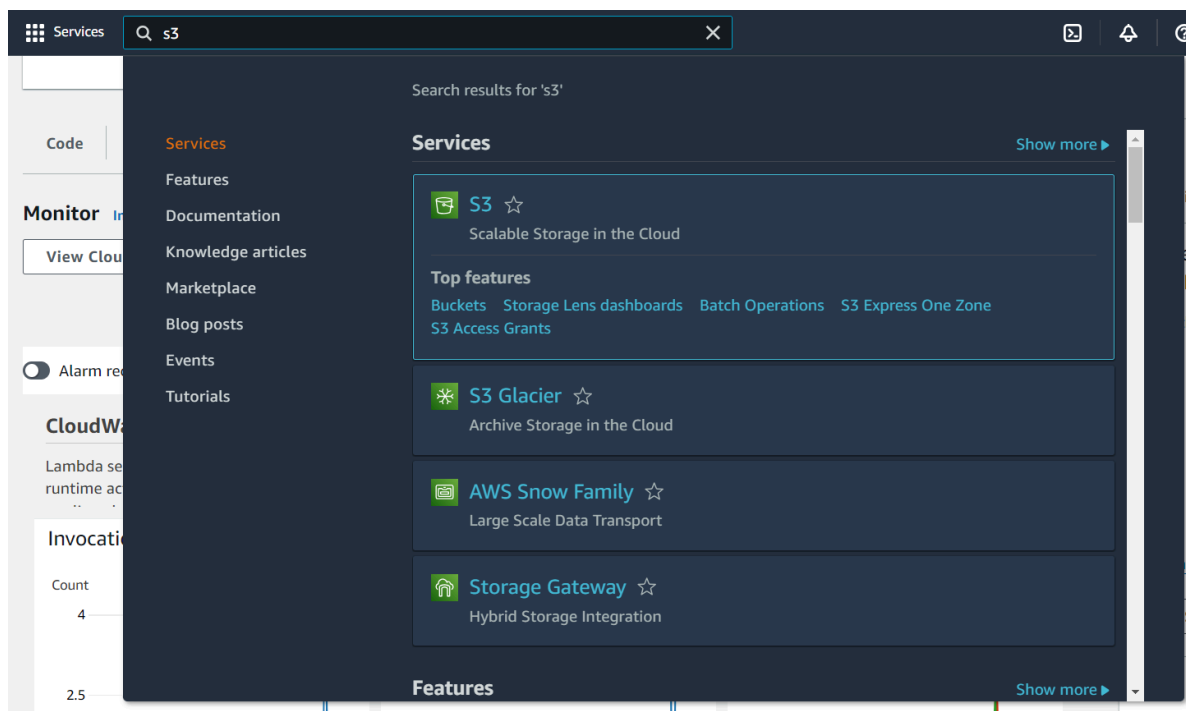 Services
s3
Search results for 's3'
Services
Features
Documentation
Knowledge articles
Marketplace
Blog posts
Events
Tutorials
Services
Show more
S3
Scalable Storage in the Cloud
Top features
Buckets Storage Lens dashboards Batch Operations S3 Express One Zone
S3 Access Grants
S3 Glacier
Archive Storage in the Cloud
AWS Snow Family
Large Scale Data Transport
Storage Gateway
Hybrid Storage Integration
Features
Show more
Code
Monitor
View Clou
Alarm rec
CloudWa
Lambda se
runtime ac
Invocatio
Count
4
2.5